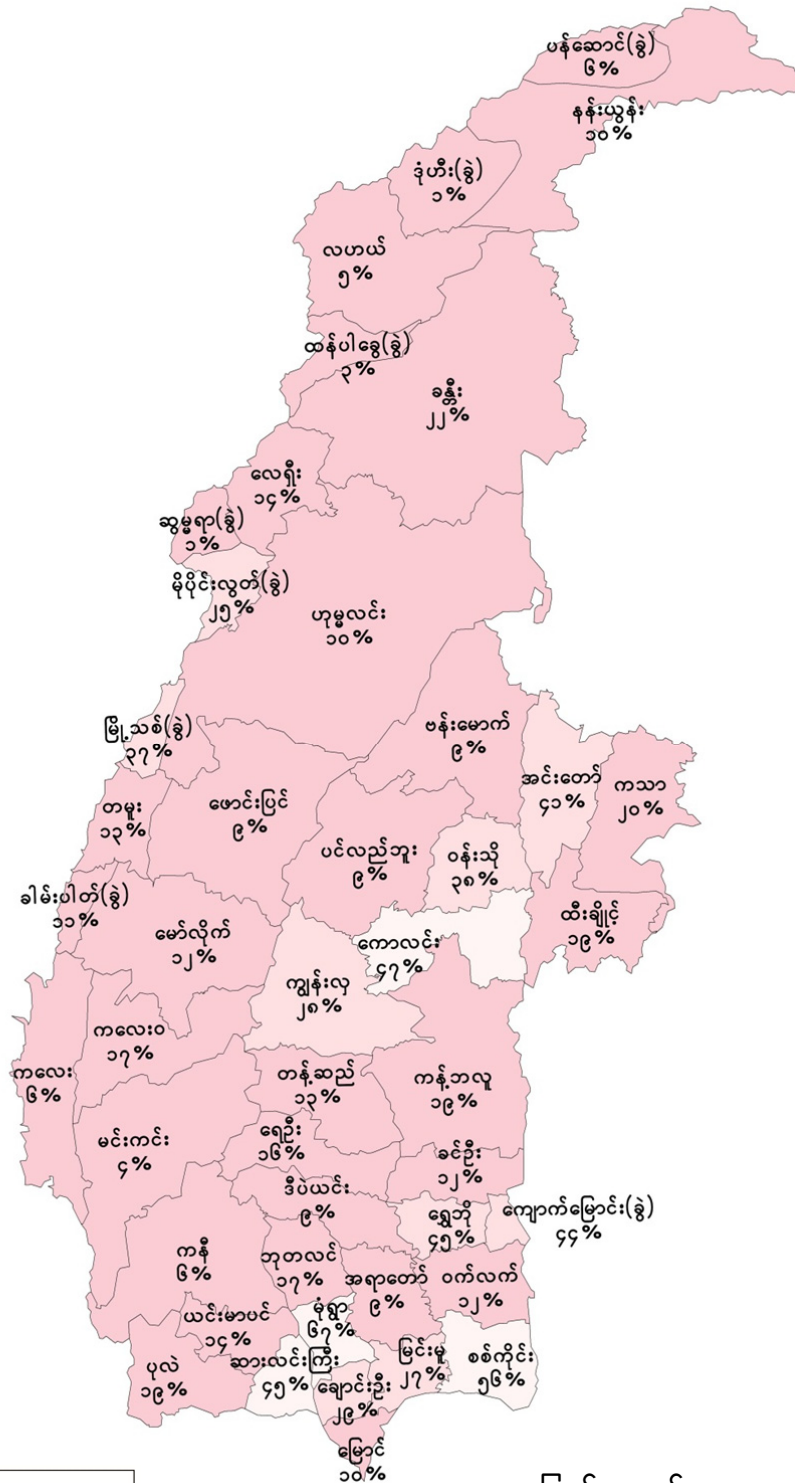 ပန်ဆောင်(ခွဲ)
၆%
နန်းယွန်း
၁၀%
ဒုံဟီး(ခွဲ)
၁%
လဟယ်
၅%
ထန်ပါခွေ(ခွဲ)
၃%
ခန္တီး
၂၂%
လေရှီး
၁၄%
ဆွမ္မရာ(ခွဲ)
၁%
မိုပိုင်းလွတ်(ခွဲ)
၂၅%
ဟုမ္မလင်း
၁၀%
မြို့သစ်(ခွဲ)
၃၇%
ဗန်းမောက်
၉%
အင်းတော်
၄၁%
ကသာ
၂၀%
တမူး
၁၃%
ဖောင်းပြင်
၉%
ပင်လည်ဘူး
၉%
ဝန်းသို
၃၈%
ခါမ်းပါတ်(ခွဲ)
၁၁%
မော်လိုက်
၁၂%
ကောလင်း
၄၇%
ထီးချိုင့်
၁၉%
ကျွန်းလှ
၂၈%
ကလေးဝ
၁၇%
ကလေး
၆%
တန့်ဆည်
၁၃%
ကန့်ဘလူ
၁၉%
မင်းကင်း
၄%
ရေဦး
၁၆%
ခင်ဦး
၁၂%
ဒီပဲယင်း
၉%
ရွှေဘို
၄၅%
ကျောက်မြောင်း(ခွဲ)
၄၄%
ကနီ
၆%
ဘုတလင်
၁၇%
အရာတော်
၉%
ဝက်လက်
၁၂%
ယင်းမာပင်
၁၄%
မုံရွာ
၆၇%
ပုလဲ
၁၉%
ဆားလင်းကြီး
၄၅%
ချောင်းဦး
၂၉%
မြင်းမူ
၂၇%
စစ်ကိုင်း
၅၆%
မြောင်
၁၀%